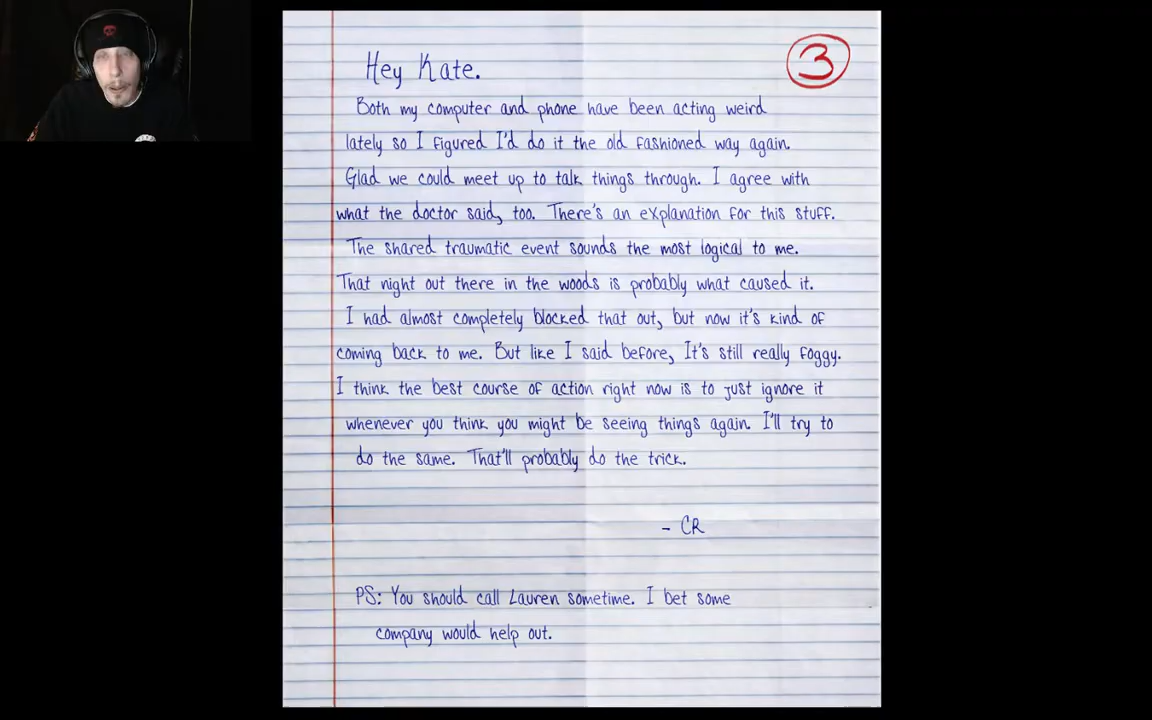 Hey Kate.
3
Both my computer and phone have been acting weird
lately so I figured I'd do it the old fashioned way again.
Glad we could meet up to talk things through. I agree with
what the doctor said, too. There's an explanation for this stuff.
The shared traumatic event sounds the most logical to me.
That night out there in the woods is probably what caused it.
I had almost completely blocked that out, but now it's kind of
coming back to me. But like I said before, It's still really foggy.
I think the best course of action right now is to just ignore it
whenever you think you might be seeing things again. I'll try to
do the same. That'll probably do the trick.
- CR
PS: You should call Lauren sometime. I bet some
company would help out.